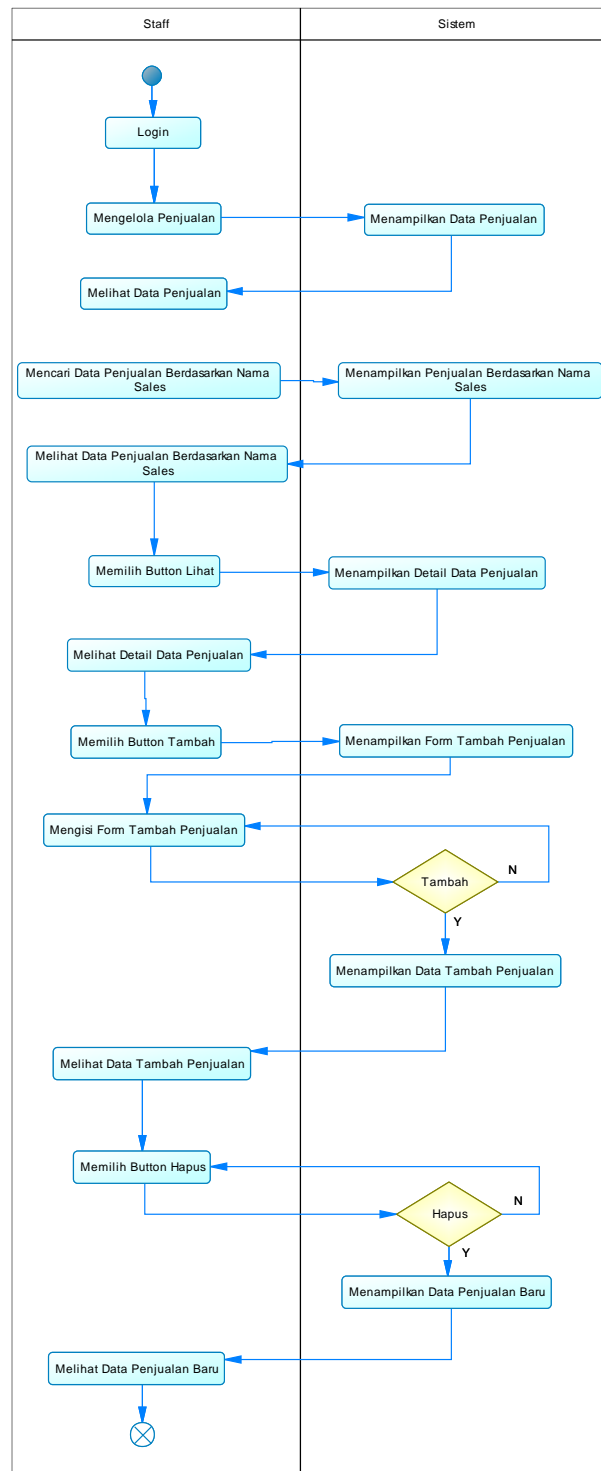 Staff
Sistem
Login
Mengelola Penjualan
Menampilkan Data Penjualan
Melihat Data Penjualan
Mencari Data Penjualan Berdasarkan Nama
Sales
Menampilkan Penjualan Berdasarkan Nama
Sales
Melihat Data Penjualan Berdasarkan Nama
Sales
Memilih Button Lihat
Menampilkan Detail Data Penjualan
Melihat Detail Data Penjualan
Memilih Button Tambah
Menampilkan Form Tambah Penjualan
Mengisi Form Tambah Penjualan
Tambah
N
Y
Menampilkan Data Tambah Penjualan
Melihat Data Tambah Penjualan
Memilih Button Hapus
Hapus
N
Y
Menampilkan Data Penjualan Baru
Melihat Data Penjualan Baru